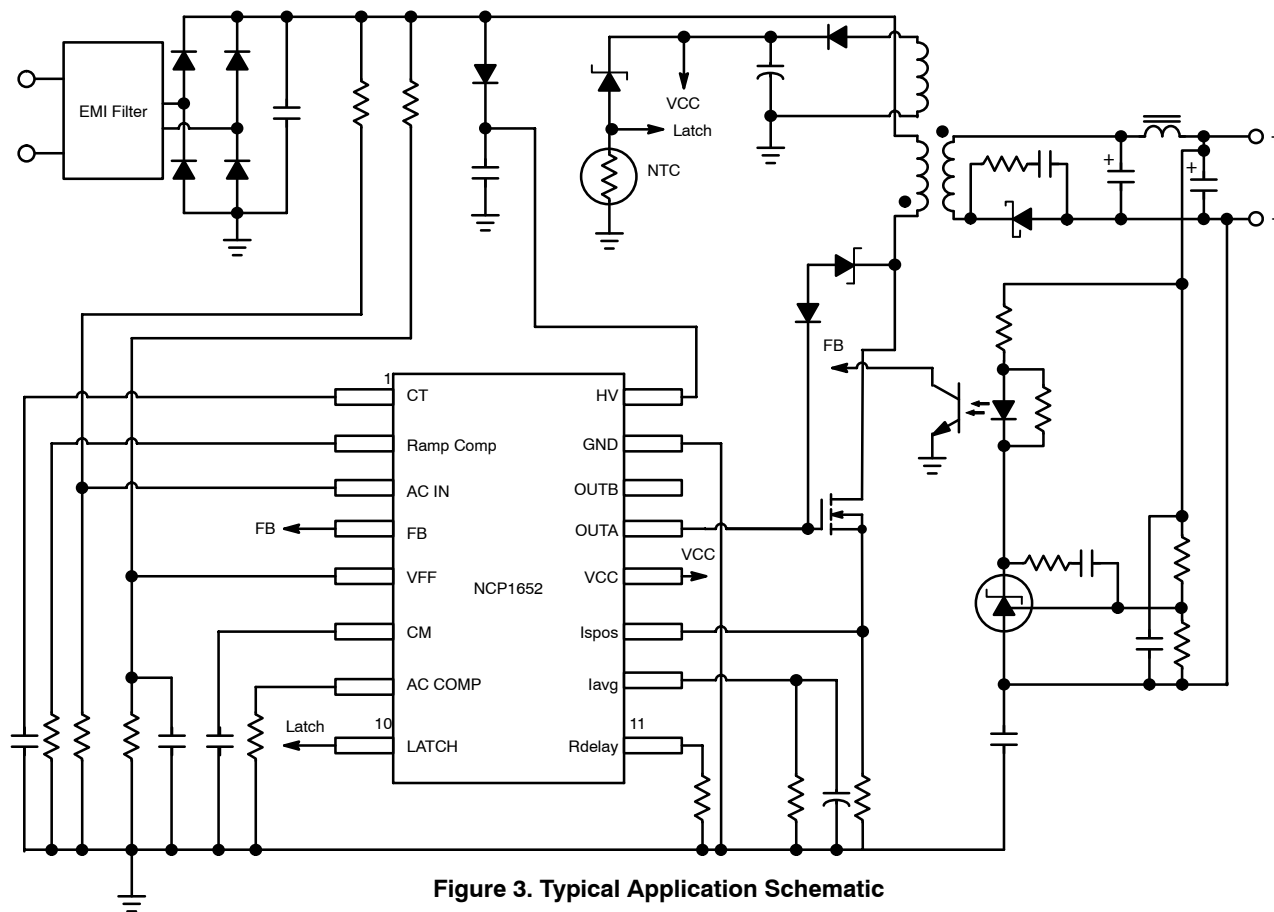 EMI Filter
VCC
Latch
NTC
+
+
-
-
FB
1
CT
HV
Ramp Comp
GND
AC IN
OUTB
FB
FB
OUTA
VCC
VFF
NCP1652
VCC
CM
Ispos
AC COMP
Iavg
Latch
10
11
LATCH
Rdelay
Figure 3. Typical Application Schematic